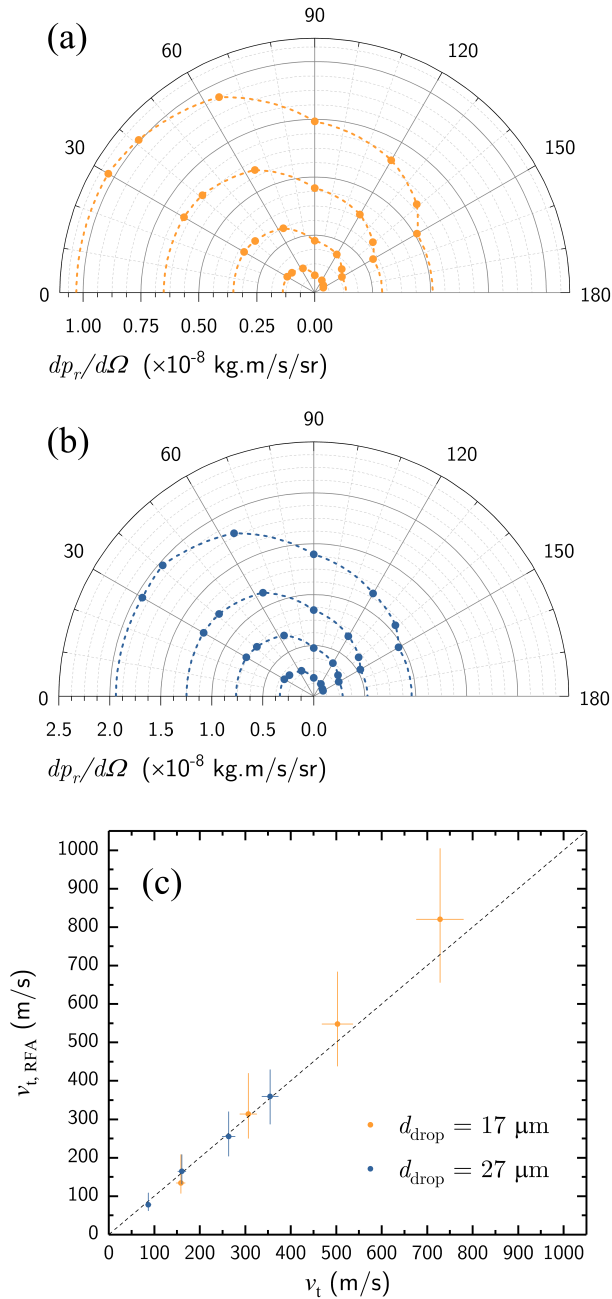 (a)
90
60
120
30
150
0
180
1.00 0.75 0.50 0.25 0.00
dp_r/dΩ (×10⁻⁸ kg.m/s/sr)
(b)
90
60
120
30
150
0
180
2.5 2.0 1.5 1.0 0.5 0.0
dp_r/dΩ (×10⁻⁸ kg.m/s/sr)
(c)
1000
900
800
700
600
500
400
300
200
100
0
v_t, RFA (m/s)
d_drop = 17 μm
d_drop = 27 μm
0 100 200 300 400 500 600 700 800 900 1000
v_t (m/s)